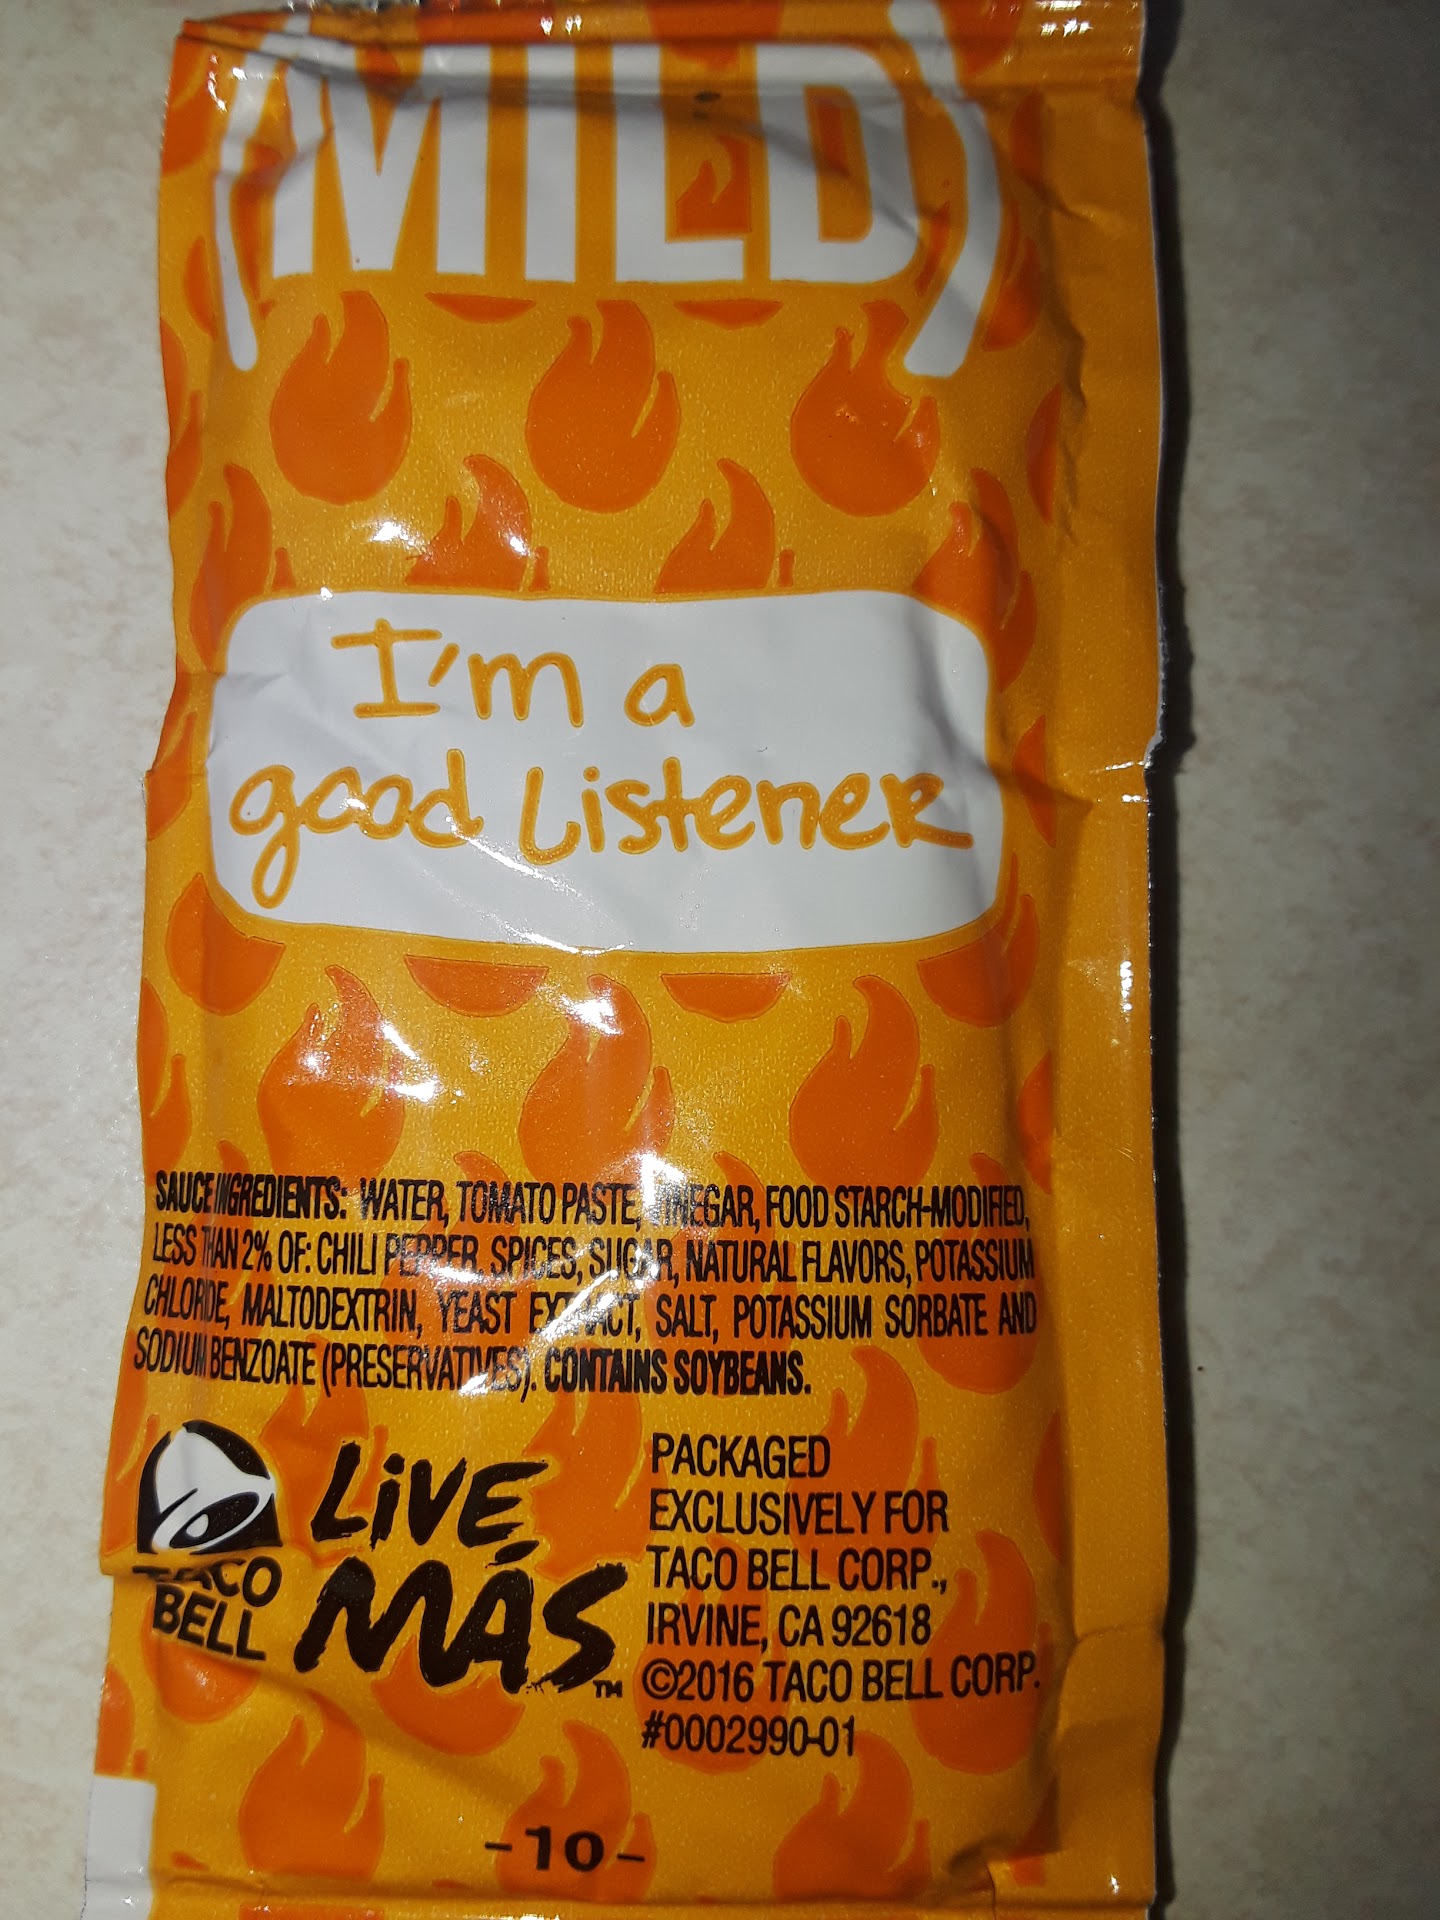 (MILD)
I'm a
good Listener
SAUCE INGREDIENTS: WATER, TOMATO PASTE, VINEGAR, FOOD STARCH-MODIFIED,
LESS THAN 2% OF: CHILI PEPPER, SPICES, SUGAR, NATURAL FLAVORS, POTASSIUM
CHLORIDE, MALTODEXTRIN, YEAST EXTRACT, SALT, POTASSIUM SORBATE AND
SODIUM BENZOATE (PRESERVATIVES). CONTAINS SOYBEANS.
TACO
BELL
LiVE
MÁS™
PACKAGED
EXCLUSIVELY FOR
TACO BELL CORP.,
IRVINE, CA 92618
©2016 TACO BELL CORP.
#0002990-01
-10-